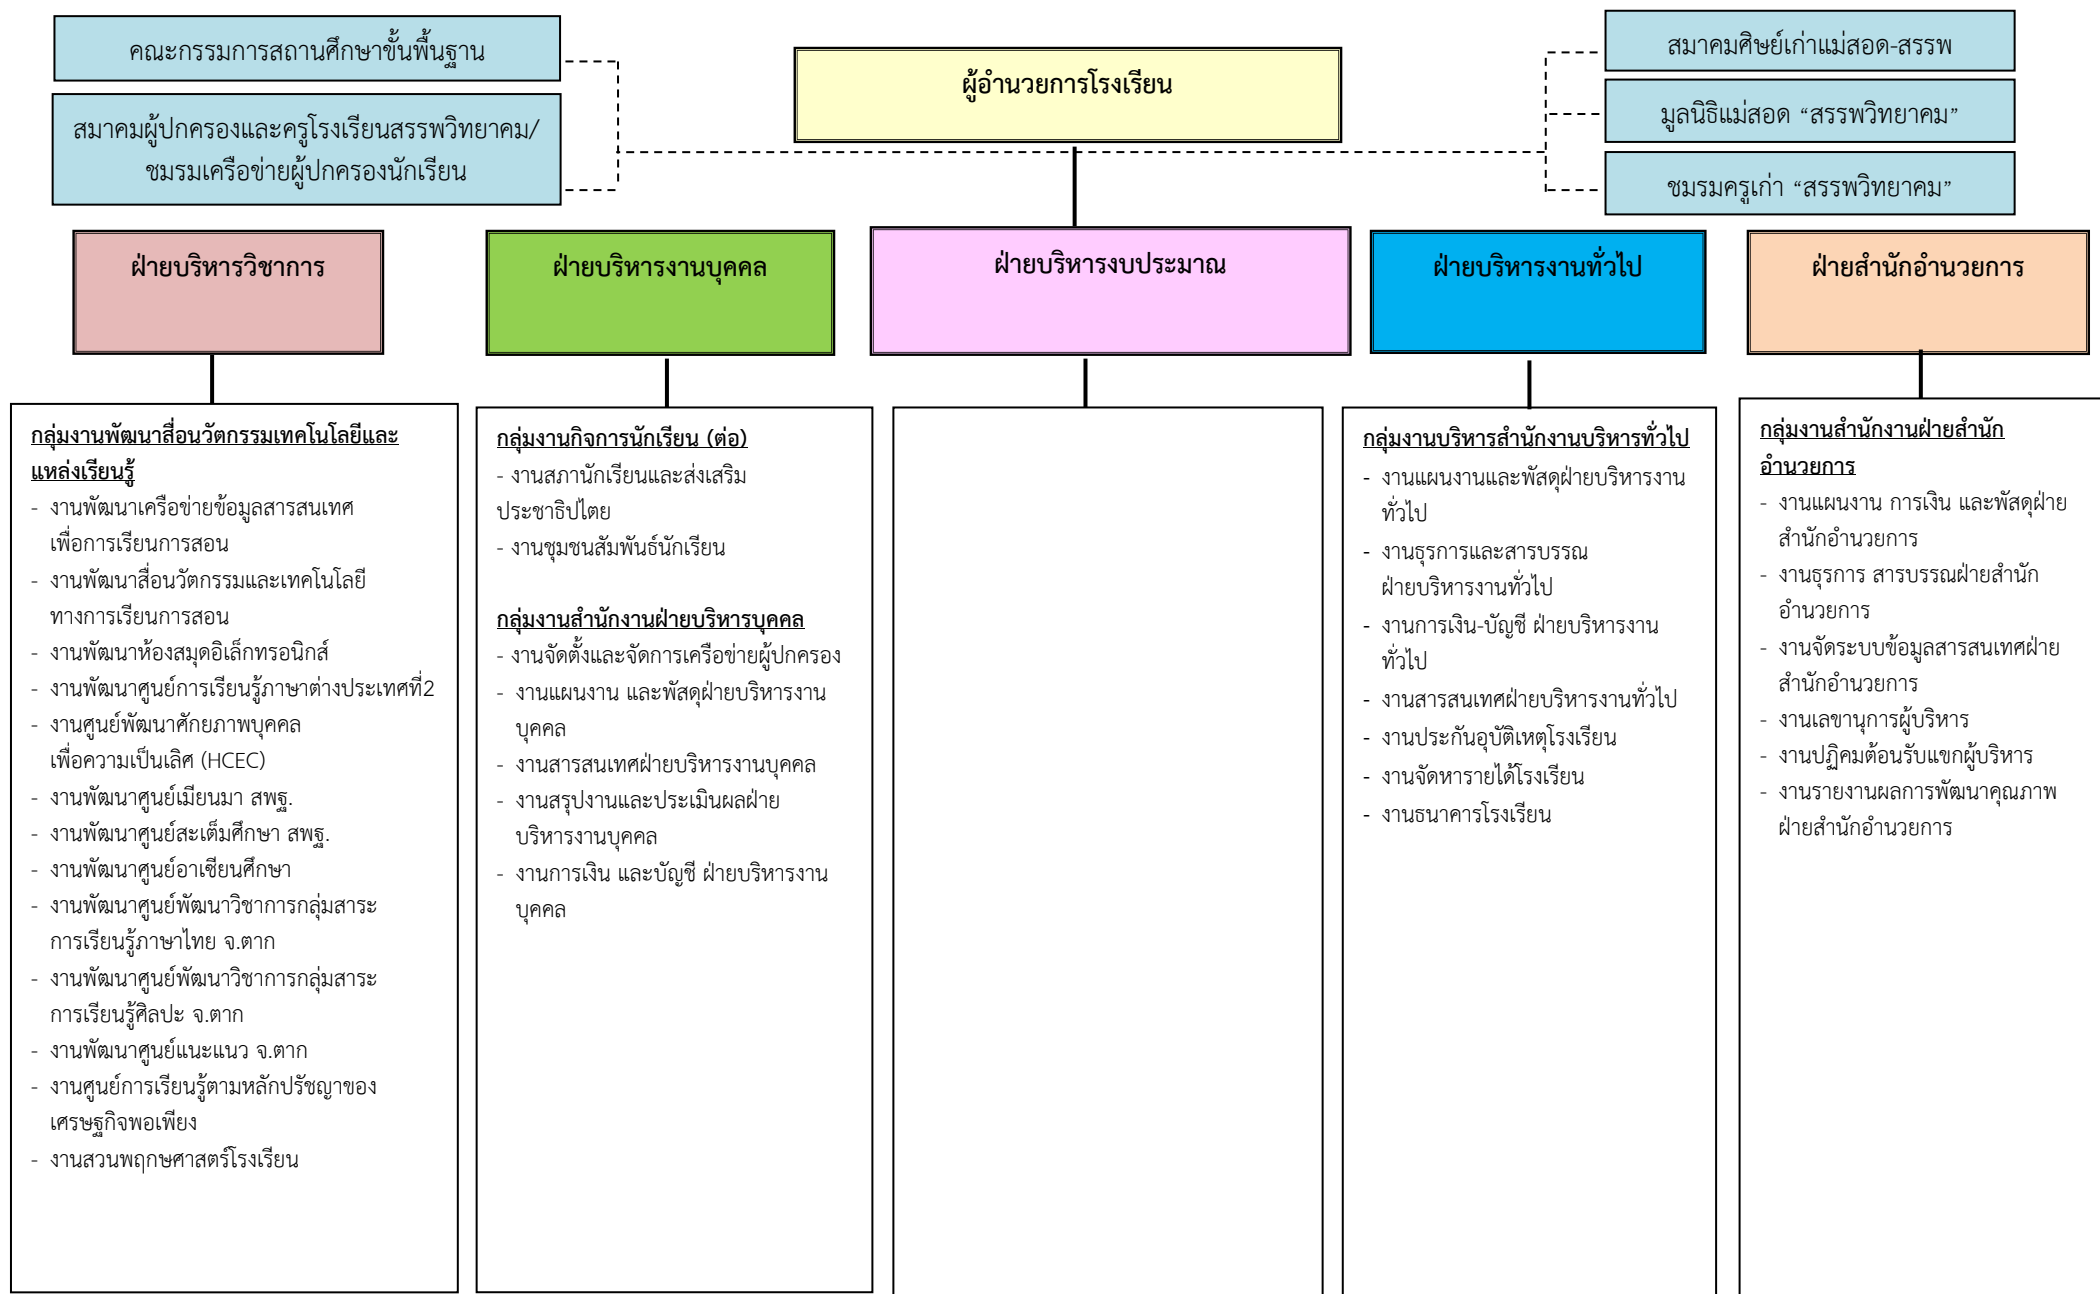 คณะกรรมการสถานศึกษาขั้นพื้นฐาน
สมาคมผู้ปกครองและครูโรงเรียนสรรพวิทยาคม/
ชมรมเครือข่ายผู้ปกครองนักเรียน
ผู้อำนวยการโรงเรียน
สมาคมศิษย์เก่าแม่สอด-สรรพ
มูลนิธิแม่สอด “สรรพวิทยาคม”
ชมรมครูเก่า “สรรพวิทยาคม”
ฝ่ายบริหารวิชาการ
ฝ่ายบริหารงานบุคคล
ฝ่ายบริหารงบประมาณ
ฝ่ายบริหารงานทั่วไป
ฝ่ายสำนักอำนวยการ
กลุ่มงานพัฒนาสื่อนวัตกรรมเทคโนโลยีและ
แหล่งเรียนรู้
- งานพัฒนาเครือข่ายข้อมูลสารสนเทศ
เพื่อการเรียนการสอน
- งานพัฒนาสื่อนวัตกรรมและเทคโนโลยี
ทางการเรียนการสอน
- งานพัฒนาห้องสมุดอิเล็กทรอนิกส์
- งานพัฒนาศูนย์การเรียนรู้ภาษาต่างประเทศที่2
- งานศูนย์พัฒนาศักยภาพบุคคล
เพื่อความเป็นเลิศ (HCEC)
- งานพัฒนาศูนย์เมียนมา สพฐ.
- งานพัฒนาศูนย์สะเต็มศึกษา สพฐ.
- งานพัฒนาศูนย์อาเซียนศึกษา
- งานพัฒนาศูนย์พัฒนาวิชาการกลุ่มสาระ
การเรียนรู้ภาษาไทย จ.ตาก
- งานพัฒนาศูนย์พัฒนาวิชาการกลุ่มสาระ
การเรียนรู้ศิลปะ จ.ตาก
- งานพัฒนาศูนย์แนะแนว จ.ตาก
- งานศูนย์การเรียนรู้ตามหลักปรัชญาของ
เศรษฐกิจพอเพียง
- งานสวนพฤกษศาสตร์โรงเรียน
กลุ่มงานกิจการนักเรียน (ต่อ)
- งานสภานักเรียนและส่งเสริม
ประชาธิปไตย
- งานชุมชนสัมพันธ์นักเรียน
กลุ่มงานสำนักงานฝ่ายบริหารบุคคล
- งานจัดตั้งและจัดการเครือข่ายผู้ปกครอง
- งานแผนงาน และพัสดุฝ่ายบริหารงาน
บุคคล
- งานสารสนเทศฝ่ายบริหารงานบุคคล
- งานสรุปงานและประเมินผลฝ่าย
บริหารงานบุคคล
- งานการเงิน และบัญชี ฝ่ายบริหารงาน
บุคคล
กลุ่มงานบริหารสำนักงานบริหารทั่วไป
- งานแผนงานและพัสดุฝ่ายบริหารงาน
ทั่วไป
- งานธุรการและสารบรรณ
ฝ่ายบริหารงานทั่วไป
- งานการเงิน-บัญชี ฝ่ายบริหารงาน
ทั่วไป
- งานสารสนเทศฝ่ายบริหารงานทั่วไป
- งานประกันอุบัติเหตุโรงเรียน
- งานจัดหารายได้โรงเรียน
- งานธนาคารโรงเรียน
กลุ่มงานสำนักงานฝ่ายสำนัก
อำนวยการ
- งานแผนงาน การเงิน และพัสดุฝ่าย
สำนักอำนวยการ
- งานธุรการ สารบรรณฝ่ายสำนัก
อำนวยการ
- งานจัดระบบข้อมูลสารสนเทศฝ่าย
สำนักอำนวยการ
- งานเลขานุการผู้บริหาร
- งานปฏิคมต้อนรับแขกผู้บริหาร
- งานรายงานผลการพัฒนาคุณภาพ
ฝ่ายสำนักอำนวยการ